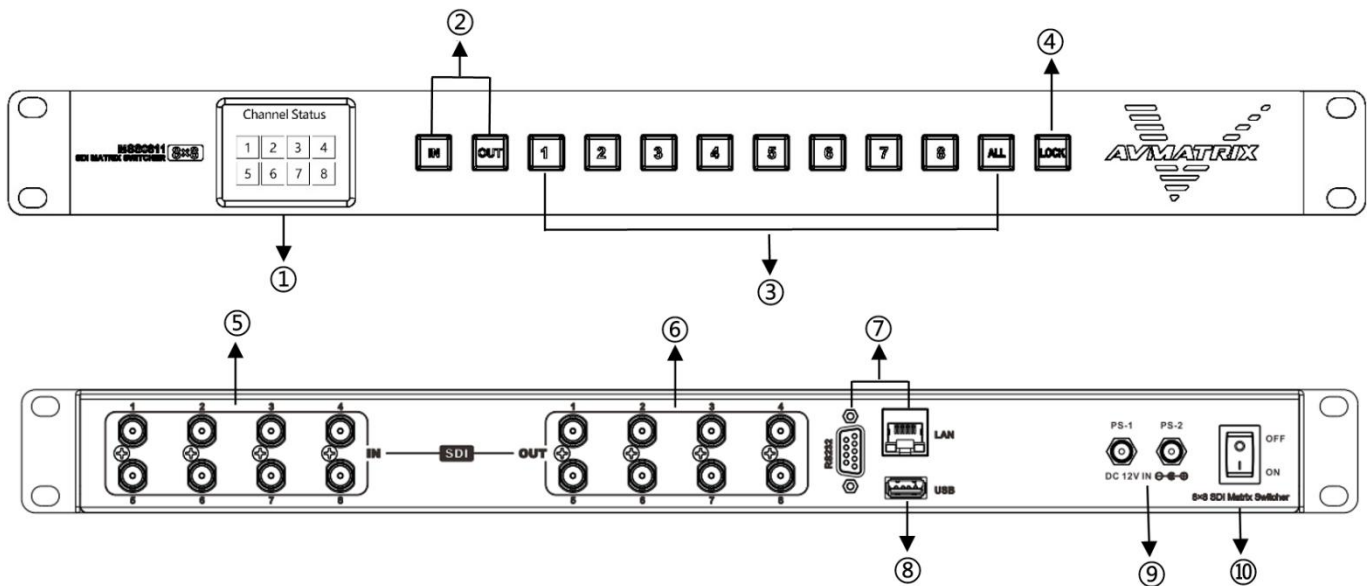 ②
④
Channel Status
1 2 3 4
5 6 7 8
SDI MATRIX SWITCHER 8×8
IN OUT 1 2 3 4 5 6 7 8 ALL LOCK
AVMATRIX
①
③
⑤
⑥
⑦
1 2 3 4
5 6 7 8
IN SDI OUT
1 2 3 4
5 6 7 8
RS232
LAN
USB
PS-1 PS-2
DC 12V IN
OFF
ON
8×8 SDI Matrix Switcher
⑧
⑨
⑩